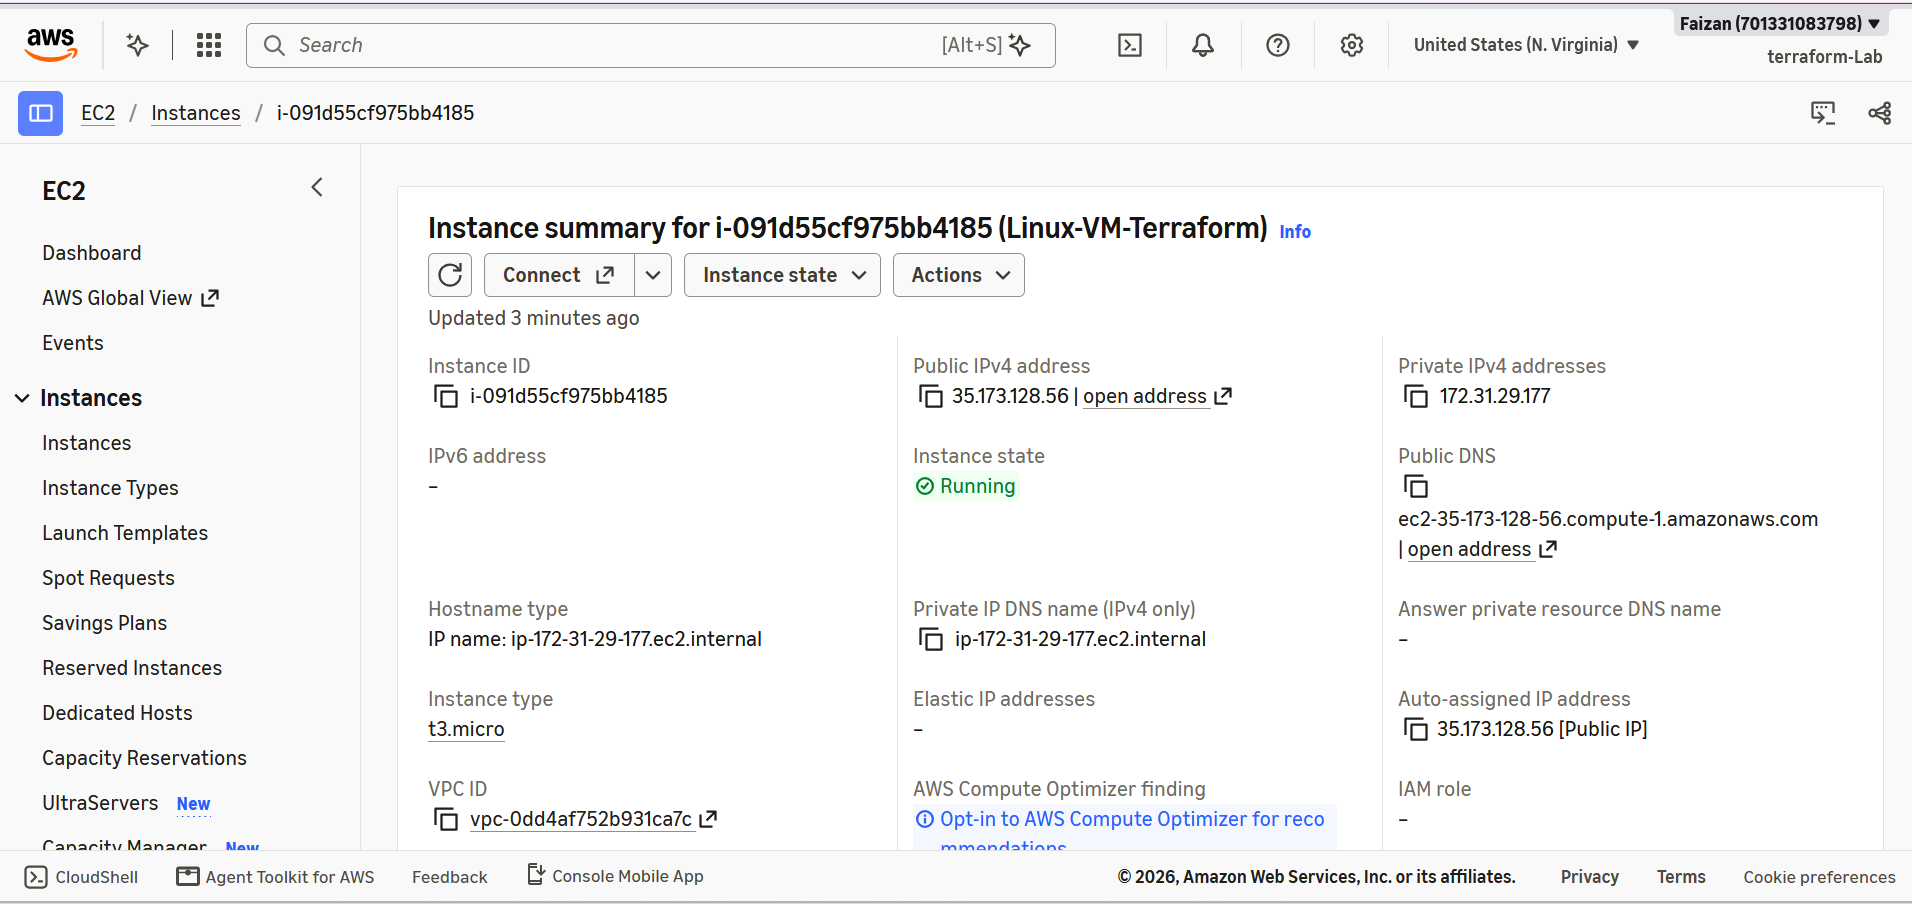 aws
Search [Alt+S]
United States (N. Virginia)
Faizan (701331083798)
terraform-Lab
EC2 / Instances / i-091d55cf975bb4185
EC2
Dashboard
AWS Global View
Events
Instances
Instances
Instance Types
Launch Templates
Spot Requests
Savings Plans
Reserved Instances
Dedicated Hosts
Capacity Reservations
UltraServers New
Capacity Manager New
Instance summary for i-091d55cf975bb4185 (Linux-VM-Terraform) Info
Connect
Instance state
Actions
Updated 3 minutes ago
Instance ID
i-091d55cf975bb4185
Public IPv4 address
35.173.128.56 | open address
Private IPv4 addresses
172.31.29.177
IPv6 address
–
Instance state
Running
Public DNS
ec2-35-173-128-56.compute-1.amazonaws.com
| open address
Hostname type
IP name: ip-172-31-29-177.ec2.internal
Private IP DNS name (IPv4 only)
ip-172-31-29-177.ec2.internal
Answer private resource DNS name
–
Instance type
t3.micro
Elastic IP addresses
–
Auto-assigned IP address
35.173.128.56 [Public IP]
VPC ID
vpc-0dd4af752b931ca7c
AWS Compute Optimizer finding
Opt-in to AWS Compute Optimizer for reco
mmendations
IAM role
–
CloudShell
Agent Toolkit for AWS
Feedback
Console Mobile App
© 2026, Amazon Web Services, Inc. or its affiliates.
Privacy
Terms
Cookie preferences